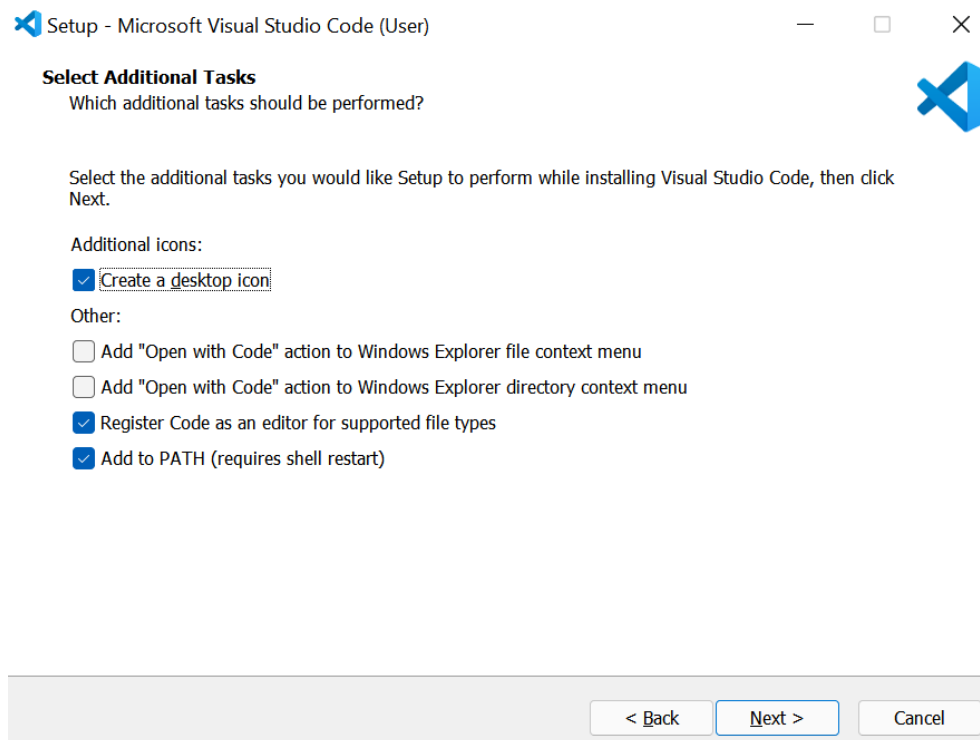 Setup - Microsoft Visual Studio Code (User)
Select Additional Tasks
Which additional tasks should be performed?
Select the additional tasks you would like Setup to perform while installing Visual Studio Code, then click
Next.
Additional icons:
Create a desktop icon
Other:
Add "Open with Code" action to Windows Explorer file context menu
Add "Open with Code" action to Windows Explorer directory context menu
Register Code as an editor for supported file types
Add to PATH (requires shell restart)
< Back Next > Cancel